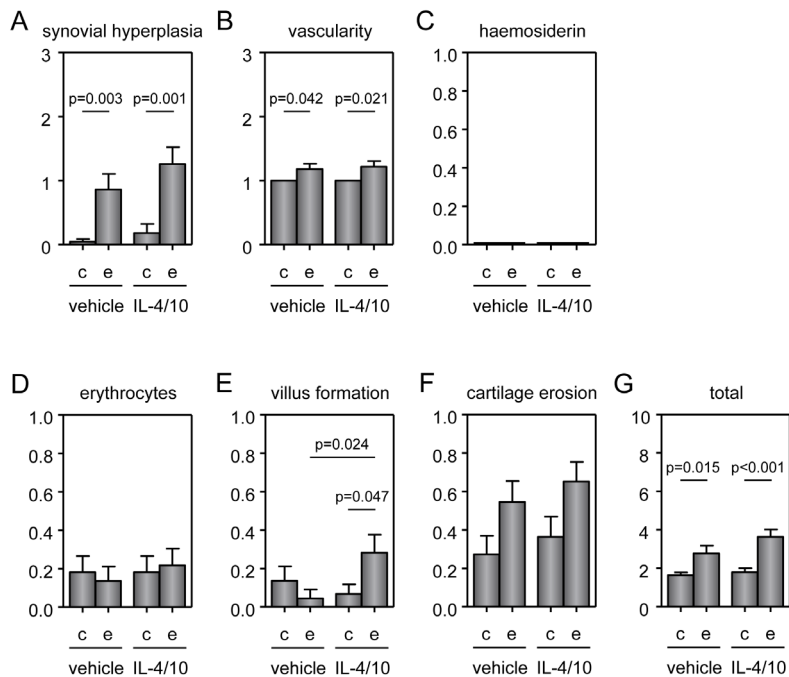 A synovial hyperplasia
3
2
1
0
p=0.003 p=0.001
c e c e
vehicle IL-4/10
B vascularity
3
2
1
0
p=0.042 p=0.021
c e c e
vehicle IL-4/10
C haemosiderin
1.0
0.8
0.6
0.4
0.2
0.0
c e c e
vehicle IL-4/10
D erythrocytes
1.0
0.8
0.6
0.4
0.2
0.0
c e c e
vehicle IL-4/10
E villus formation
1.0
0.8
0.6
0.4
0.2
0.0
p=0.024
p=0.047
c e c e
vehicle IL-4/10
F cartilage erosion
1.0
0.8
0.6
0.4
0.2
0.0
c e c e
vehicle IL-4/10
G total
10
8
6
4
2
0
p=0.015 p<0.001
c e c e
vehicle IL-4/10